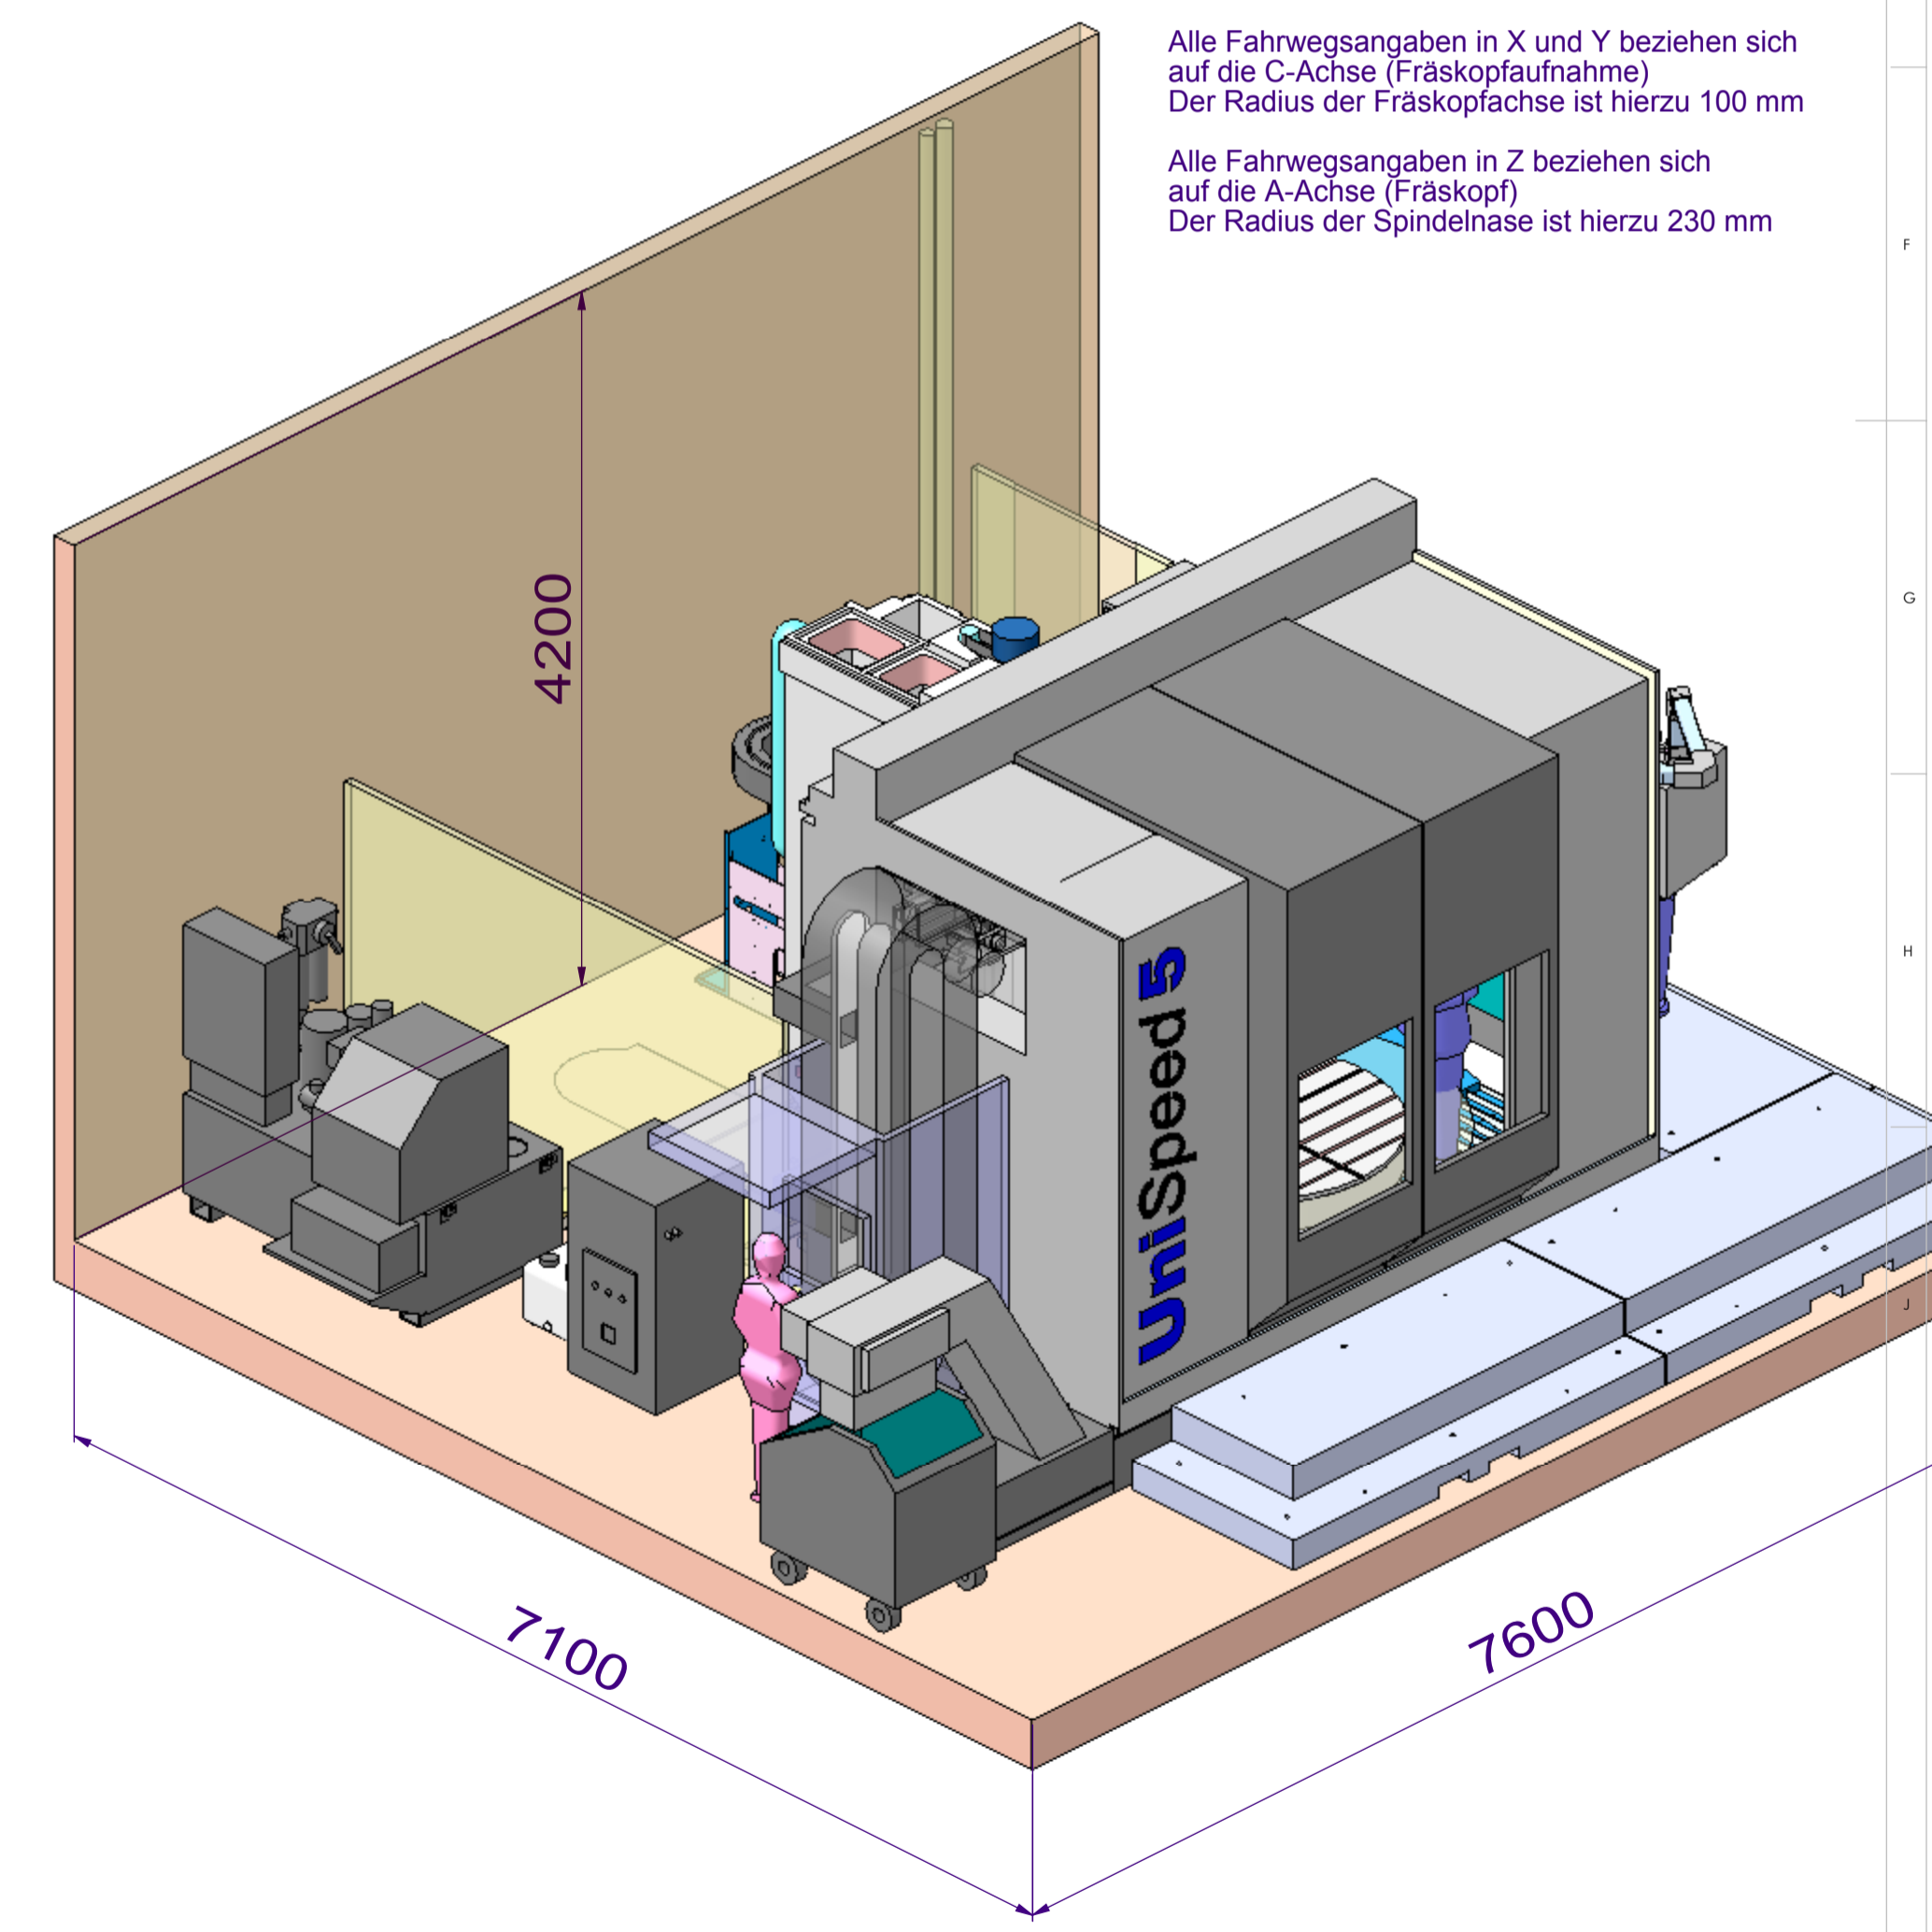 Alle Fahrwegsangaben in X und Y beziehen sich
auf die C-Achse (Fräskopfaufnahme)
Der Radius der Fräskopfachse ist hierzu 100 mm
Alle Fahrwegsangaben in Z beziehen sich
auf die A-Achse (Fräskopf)
Der Radius der Spindelnase ist hierzu 230 mm
F
G
4200
H
UniSpeed 5
J
7100
7600